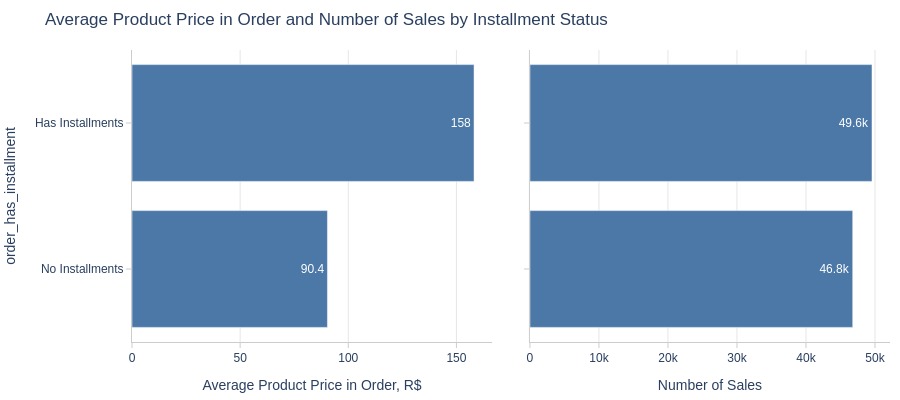 Average Product Price in Order and Number of Sales by Installment Status
order_has_installment
Has Installments
No Installments
158
90.4
0 50 100 150
Average Product Price in Order, R$
49.6k
46.8k
0 10k 20k 30k 40k 50k
Number of Sales